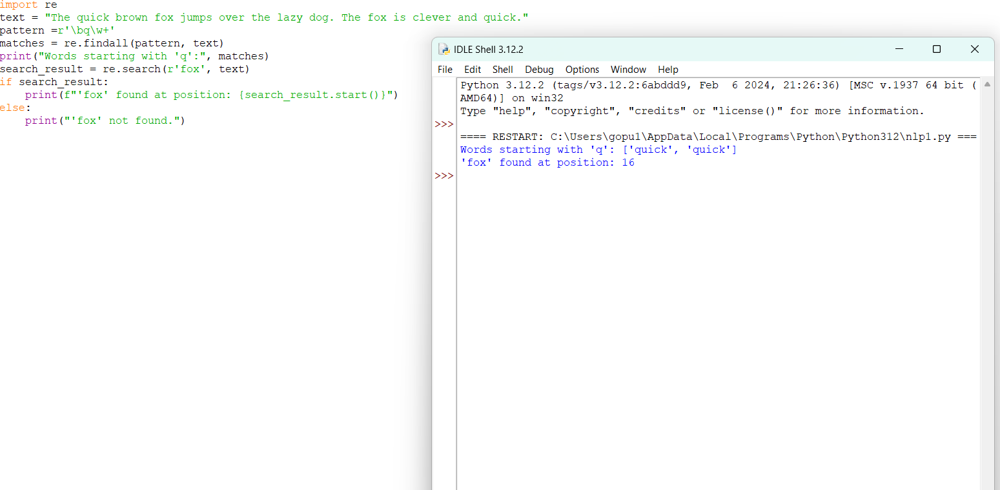 import re
text = "The quick brown fox jumps over the lazy dog. The fox is clever and quick."
pattern =r'\bq\w+'
matches = re.findall(pattern, text)
print("Words starting with 'q':", matches)
search_result = re.search(r'fox', text)
if search_result:
    print(f"'fox' found at position: {search_result.start()}")
else:
    print("'fox' not found.")
IDLE Shell 3.12.2
File Edit Shell Debug Options Window Help
Python 3.12.2 (tags/v3.12.2:6abddd9, Feb  6 2024, 21:26:36) [MSC v.1937 64 bit (
AMD64)] on win32
Type "help", "copyright", "credits" or "license()" for more information.
>>>
==== RESTART: C:\Users\gopu1\AppData\Local\Programs\Python\Python312\nlp1.py ===
Words starting with 'q': ['quick', 'quick']
'fox' found at position: 16
>>>